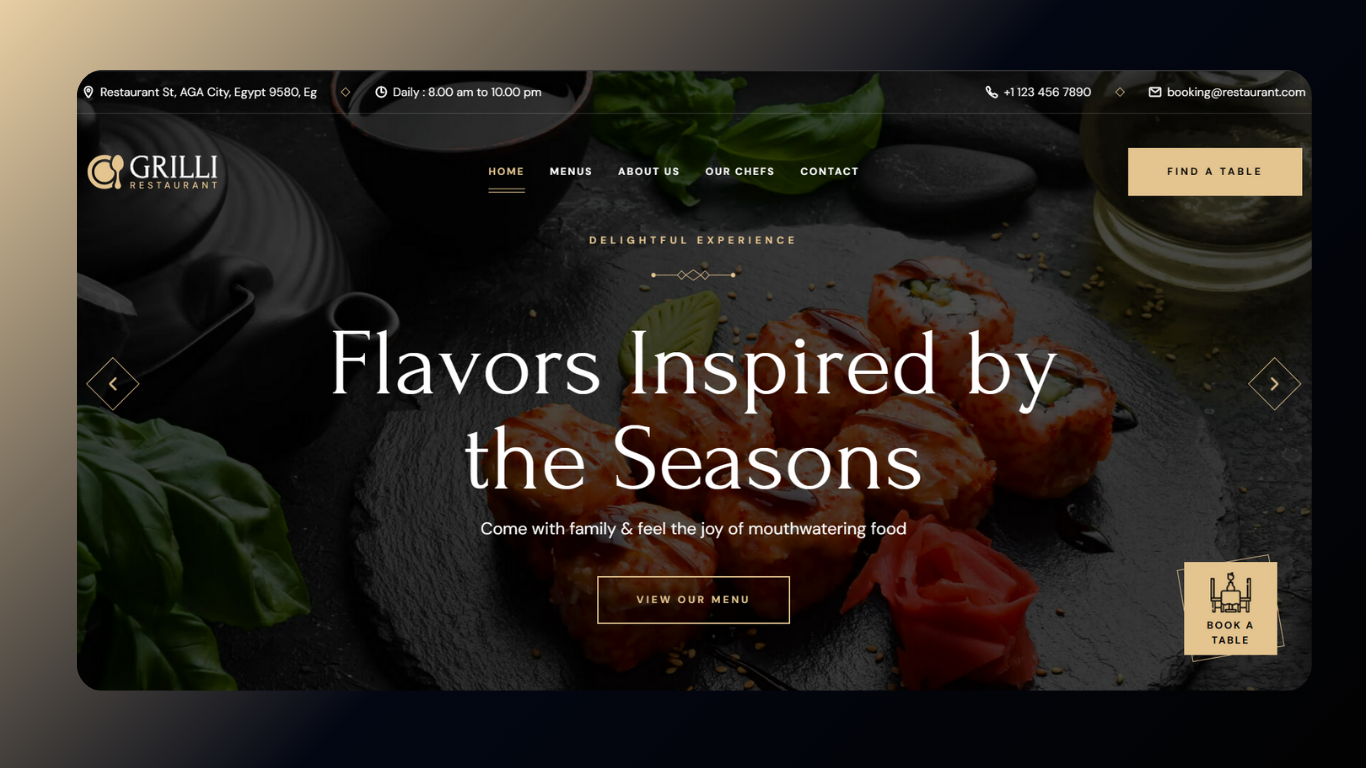 Restaurant St, AGA City, Egypt 9580, Eg
Daily : 8.00 am to 10.00 pm
+1 123 456 7890
booking@restaurant.com
GRILLI
RESTAURANT
HOME
MENUS
ABOUT US
OUR CHEFS
CONTACT
FIND A TABLE
DELIGHTFUL EXPERIENCE
Flavors Inspired by
the Seasons
Come with family & feel the joy of mouthwatering food
VIEW OUR MENU
BOOK A
TABLE